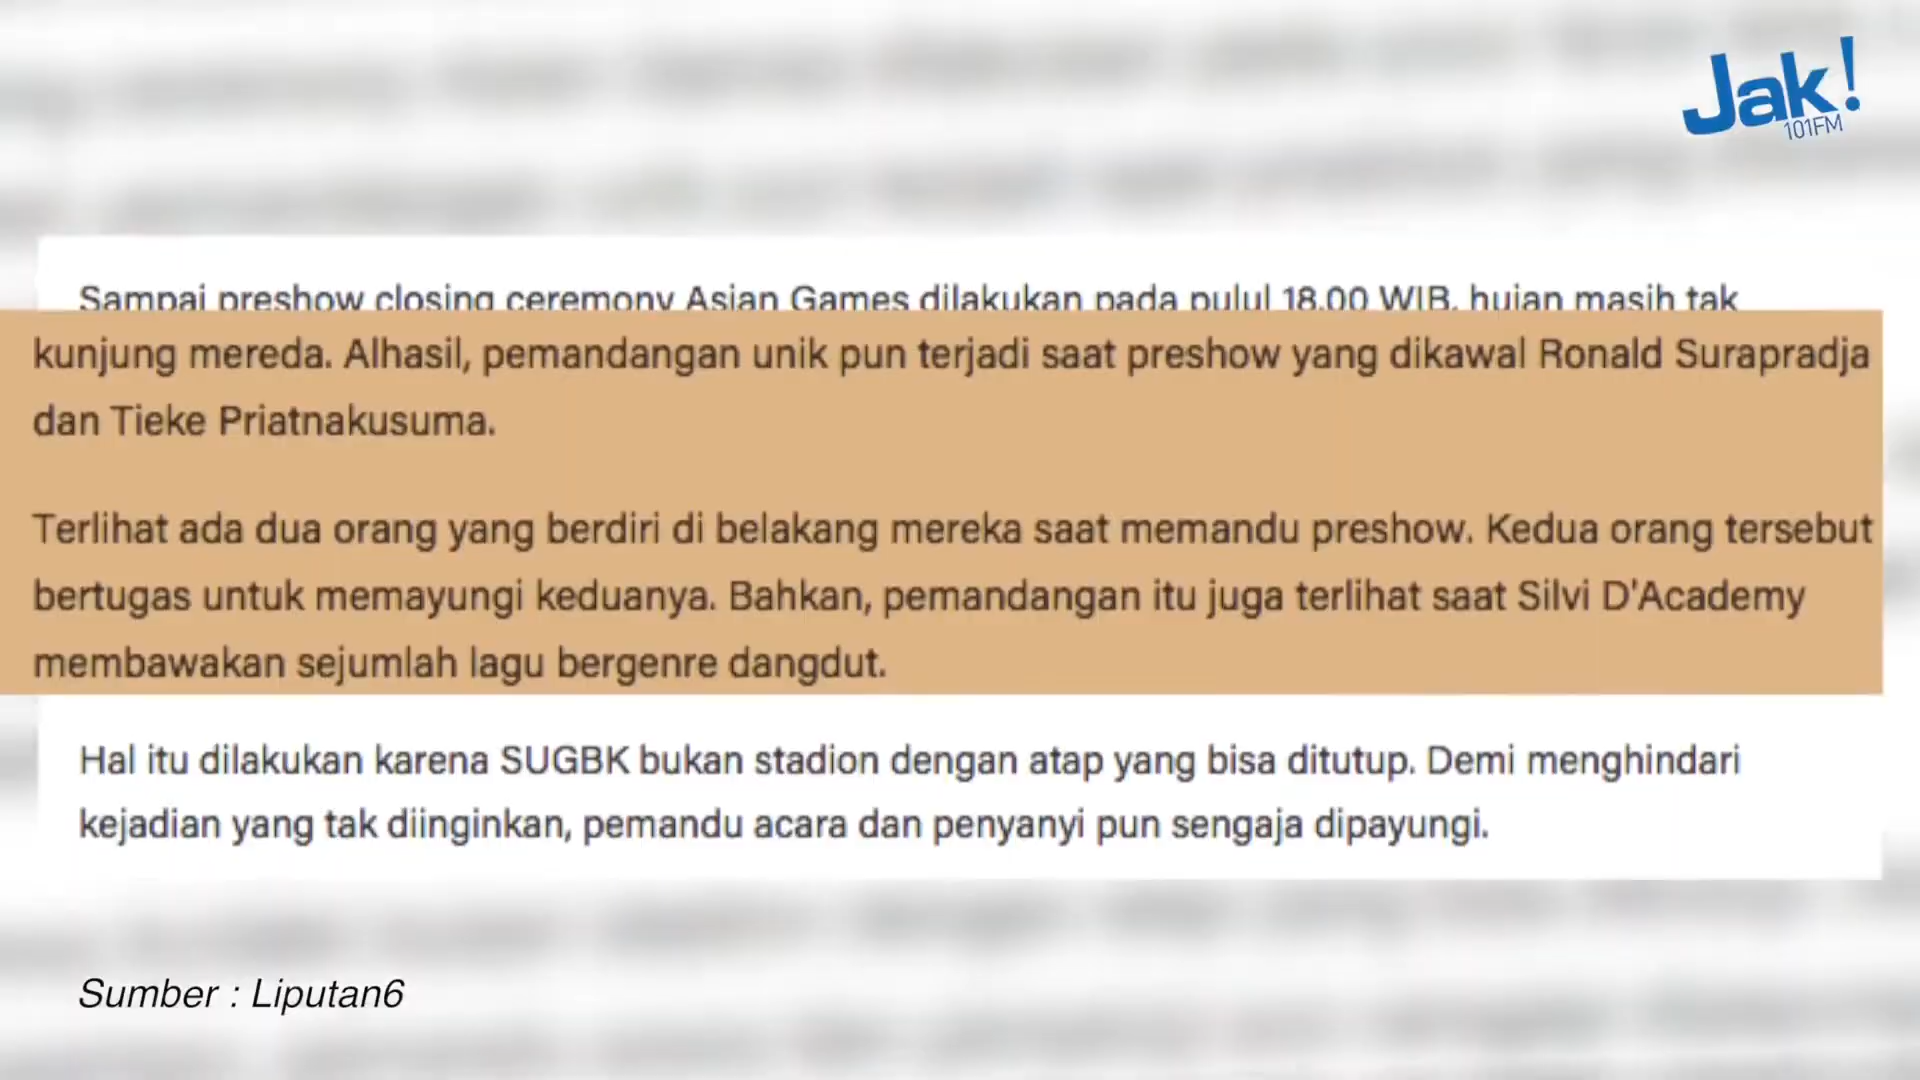 Jak!
101FM
Sampai preshow closing ceremony Asian Games dilakukan pada pulul 18.00 WIB, hujan masih tak
kunjung mereda. Alhasil, pemandangan unik pun terjadi saat preshow yang dikawal Ronald Surapradja
dan Tieke Priatnakusuma.
Terlihat ada dua orang yang berdiri di belakang mereka saat memandu preshow. Kedua orang tersebut
bertugas untuk memayungi keduanya. Bahkan, pemandangan itu juga terlihat saat Silvi D'Academy
membawakan sejumlah lagu bergenre dangdut.
Hal itu dilakukan karena SUGBK bukan stadion dengan atap yang bisa ditutup. Demi menghindari
kejadian yang tak diinginkan, pemandu acara dan penyanyi pun sengaja dipayungi.
Sumber : Liputan6